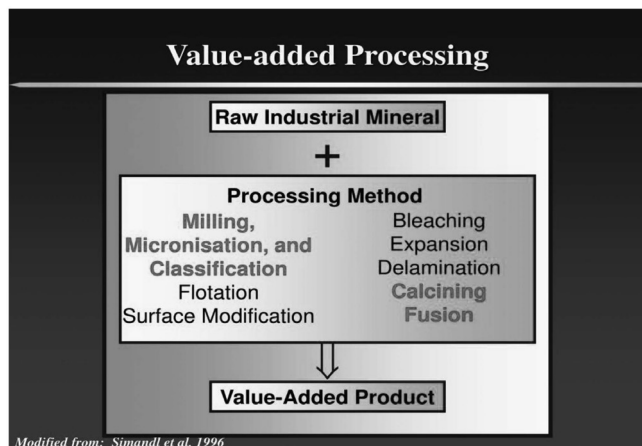 Value-added Processing
Raw Industrial Mineral
+
Processing Method
Milling,
Micronisation, and
Classification
Flotation
Surface Modification
Bleaching
Expansion
Delamination
Calcining
Fusion
Value-Added Product
Modified from: Simandl et al. 1996